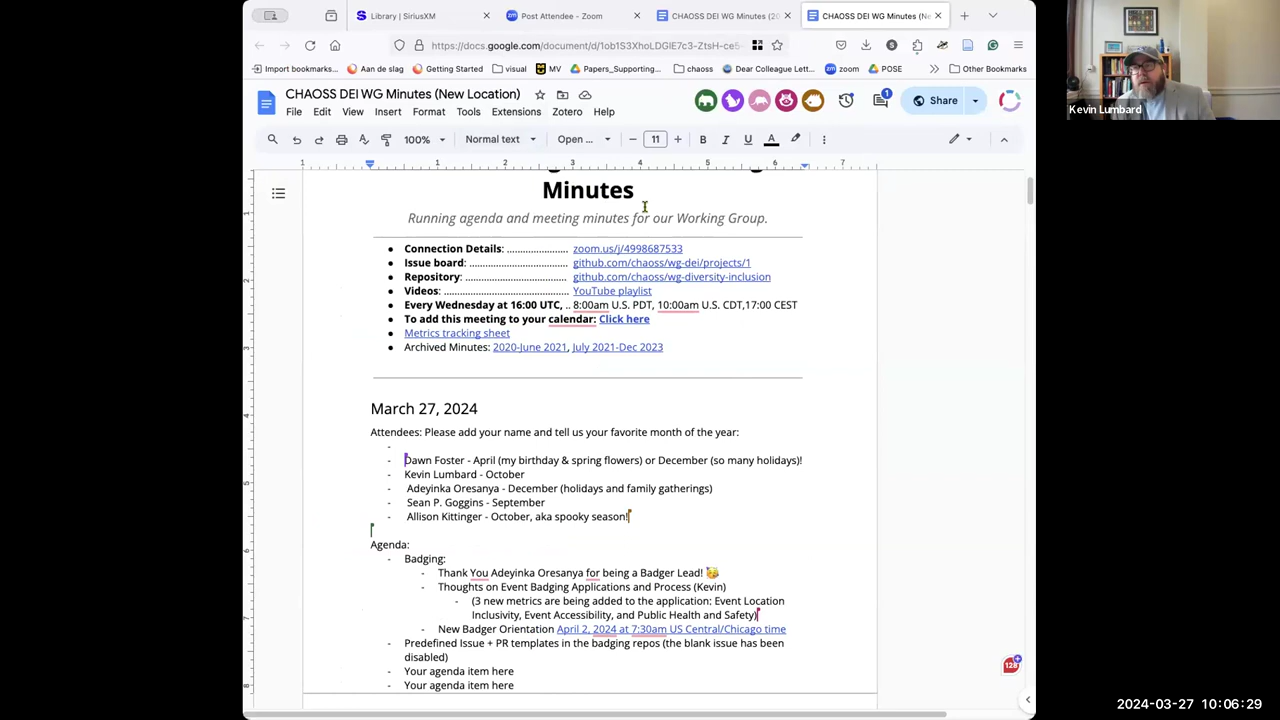 Library | SiriusXM
Post Attendee - Zoom
CHAOSS DEI WG Minutes (20
CHAOSS DEI WG Minutes (Ne
https://docs.google.com/document/d/1ob1S3XhoLDGIE7c3-ZtsH-ce5
Import bookmarks...
Aan de slag
Getting Started
visual
MV
Papers_Supporting...
chaoss
Dear Colleague Lett...
zoom
POSE
Other Bookmarks
CHAOSS DEI WG Minutes (New Location)
File Edit View Insert Format Tools Extensions Zotero Help
1
Share
100%
Normal text
Open ...
11
1 1 2 3 4 5 6 7
Minutes
Running agenda and meeting minutes for our Working Group.
● Connection Details: ...................... zoom.us/j/4998687533
● Issue board: ................................... github.com/chaoss/wg-dei/projects/1
● Repository: .................................... github.com/chaoss/wg-diversity-inclusion
● Videos: ........................................... YouTube playlist
● Every Wednesday at 16:00 UTC, .. 8:00am U.S. PDT, 10:00am U.S. CDT,17:00 CEST
● To add this meeting to your calendar: Click here
● Metrics tracking sheet
● Archived Minutes: 2020-June 2021, July 2021-Dec 2023
March 27, 2024
Attendees: Please add your name and tell us your favorite month of the year:
-
- Dawn Foster - April (my birthday & spring flowers) or December (so many holidays)!
- Kevin Lumbard - October
- Adeyinka Oresanya - December (holidays and family gatherings)
- Sean P. Goggins - September
- Allison Kittinger - October, aka spooky season!
Agenda:
- Badging:
- Thank You Adeyinka Oresanya for being a Badger Lead! 🥳
- Thoughts on Event Badging Applications and Process (Kevin)
- (3 new metrics are being added to the application: Event Location
Inclusivity, Event Accessibility, and Public Health and Safety)
- New Badger Orientation April 2, 2024 at 7:30am US Central/Chicago time
- Predefined Issue + PR templates in the badging repos (the blank issue has been
disabled)
- Your agenda item here
- Your agenda item here
128
Kevin Lumbard
2024-03-27 10:06:29